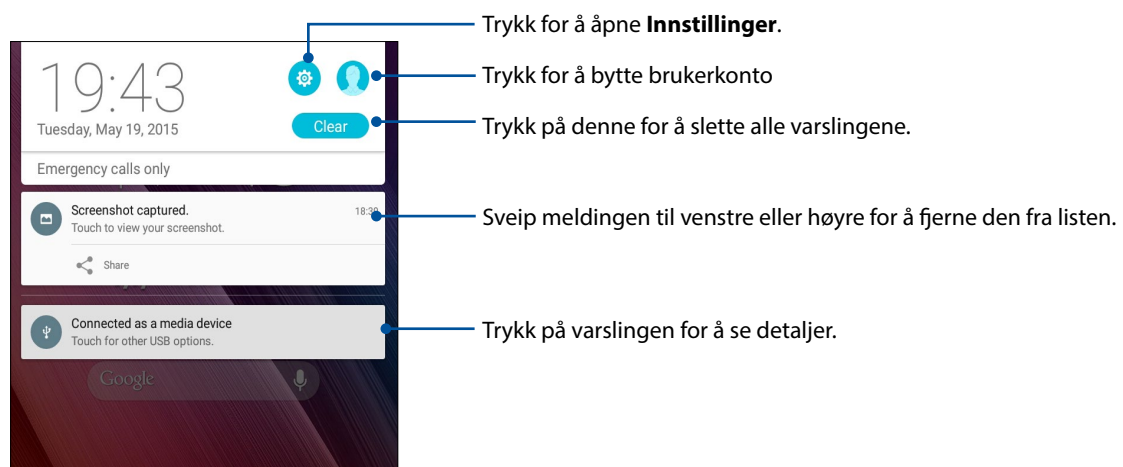 Trykk for å åpne Innstillinger.
19:43
Trykk for å bytte brukerkonto
Tuesday, May 19, 2015
Clear
Trykk på denne for å slette alle varslingene.
Emergency calls only
Screenshot captured.
18:39
Touch to view your screenshot.
Sveip meldingen til venstre eller høyre for å fjerne den fra listen.
Share
Connected as a media device
Touch for other USB options.
Trykk på varslingen for å se detaljer.
Google